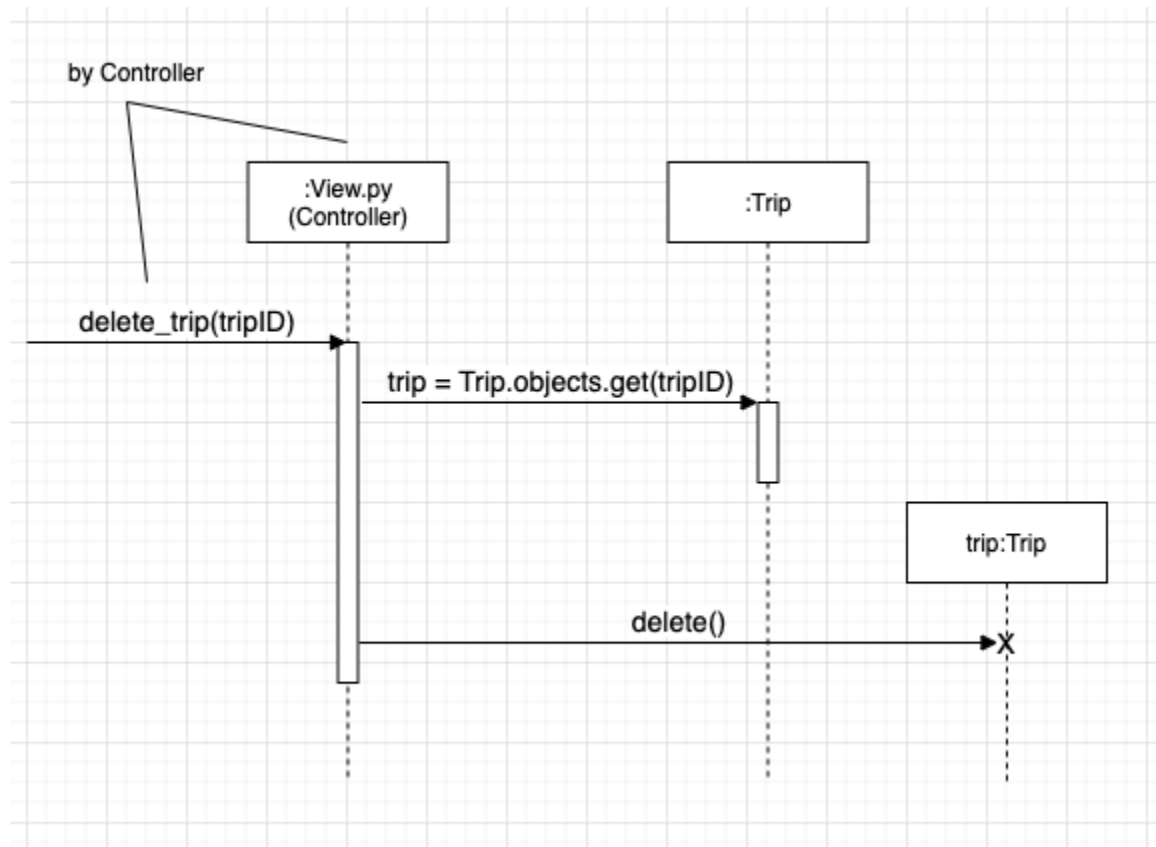 by Controller
:View.py
(Controller)
:Trip
delete_trip(tripID)
trip = Trip.objects.get(tripID)
trip:Trip
delete()
X